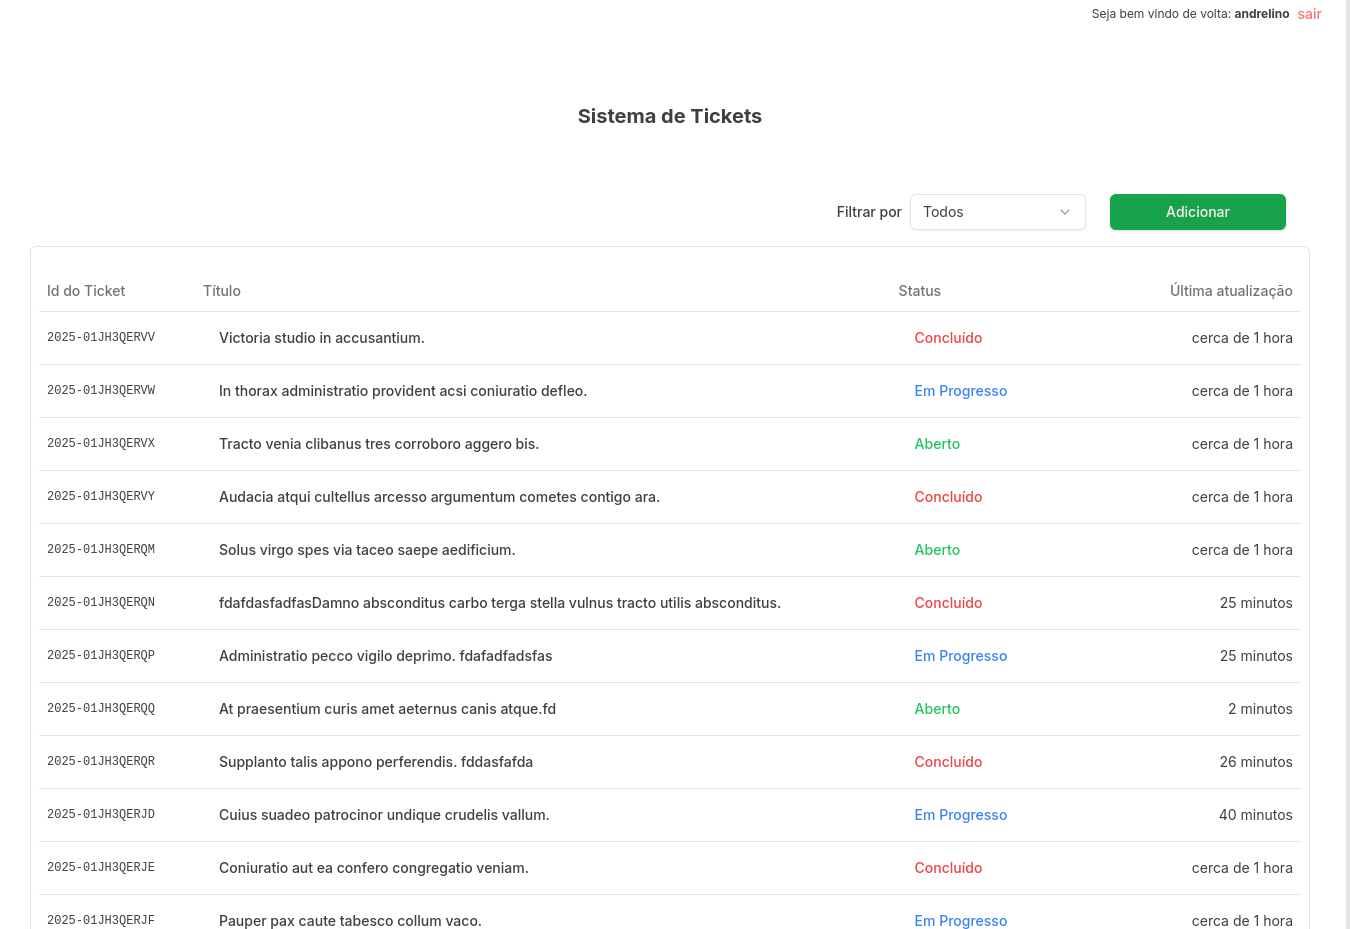 Seja bem vindo de volta: andrelino sair
Sistema de Tickets
Filtrar por Todos Adicionar
Id do Ticket Título Status Última atualização
2025-01JH3QERVV Victoria studio in accusantium. Concluído cerca de 1 hora
2025-01JH3QERVW In thorax administratio provident acsi coniuratio defleo. Em Progresso cerca de 1 hora
2025-01JH3QERVX Tracto venia clibanus tres corroboro aggero bis. Aberto cerca de 1 hora
2025-01JH3QERVY Audacia atqui cultellus arcesso argumentum cometes contigo ara. Concluído cerca de 1 hora
2025-01JH3QERQM Solus virgo spes via taceo saepe aedificium. Aberto cerca de 1 hora
2025-01JH3QERQN fdafdasfadfasDamno absconditus carbo terga stella vulnus tracto utilis absconditus. Concluído 25 minutos
2025-01JH3QERQP Administratio pecco vigilo deprimo. fdafadfadsfas Em Progresso 25 minutos
2025-01JH3QERQQ At praesentium curis amet aeternus canis atque.fd Aberto 2 minutos
2025-01JH3QERQR Supplanto talis appono perferendis. fddasfafda Concluído 26 minutos
2025-01JH3QERJD Cuius suadeo patrocinor undique crudelis vallum. Em Progresso 40 minutos
2025-01JH3QERJE Coniuratio aut ea confero congregatio veniam. Concluído cerca de 1 hora
2025-01JH3QERJF Pauper pax caute tabesco collum vaco. Em Progresso cerca de 1 hora